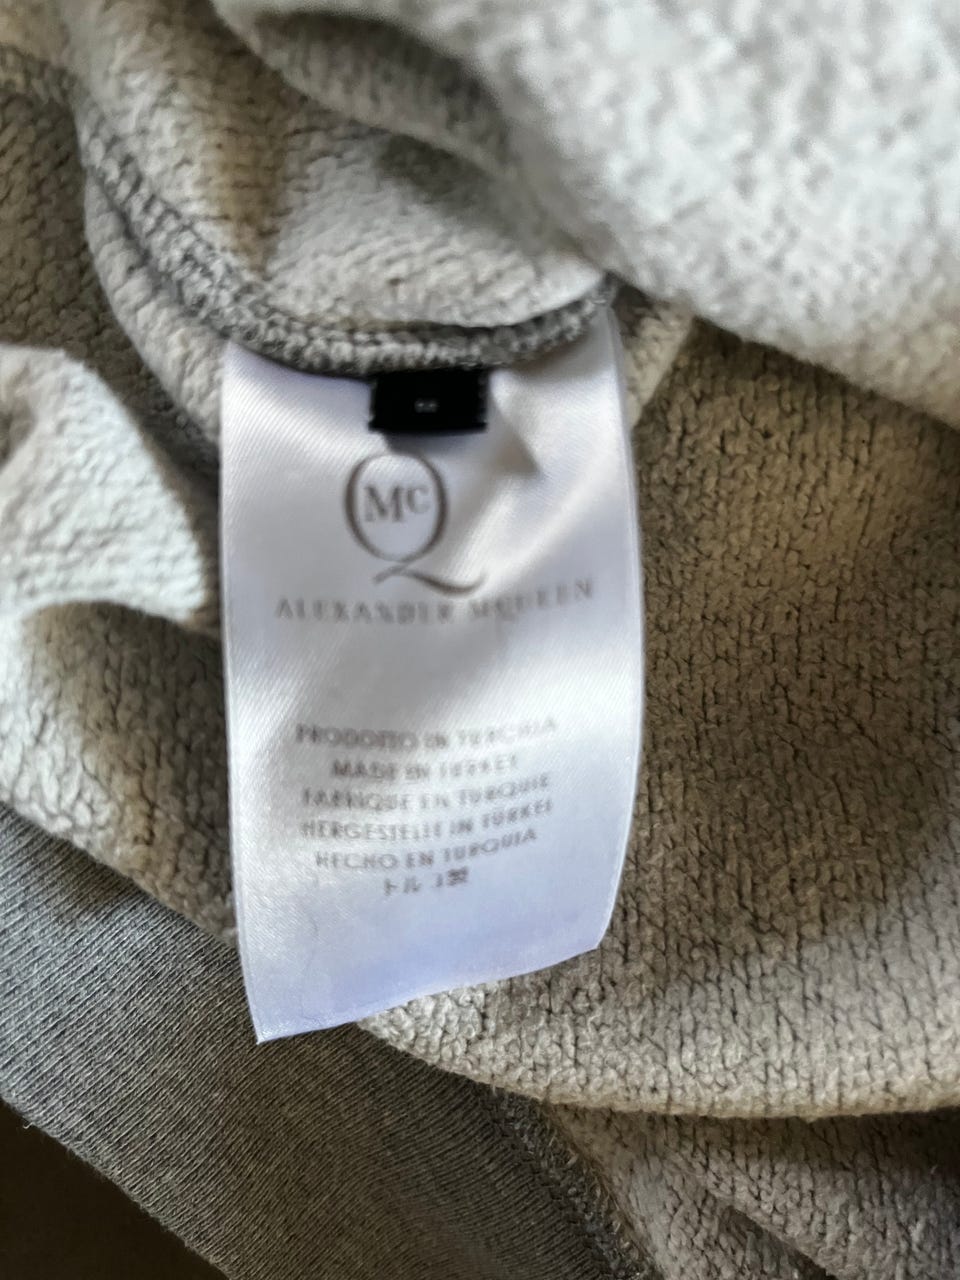 McQ
ALEXANDER MCQUEEN
PRODOTTO IN TURCHIA
MADE IN TURKEY
FABRIQUE EN TURQUIE
HERGESTELLT IN TÜRKEI
HECHO EN TURQUIA
トルコ製